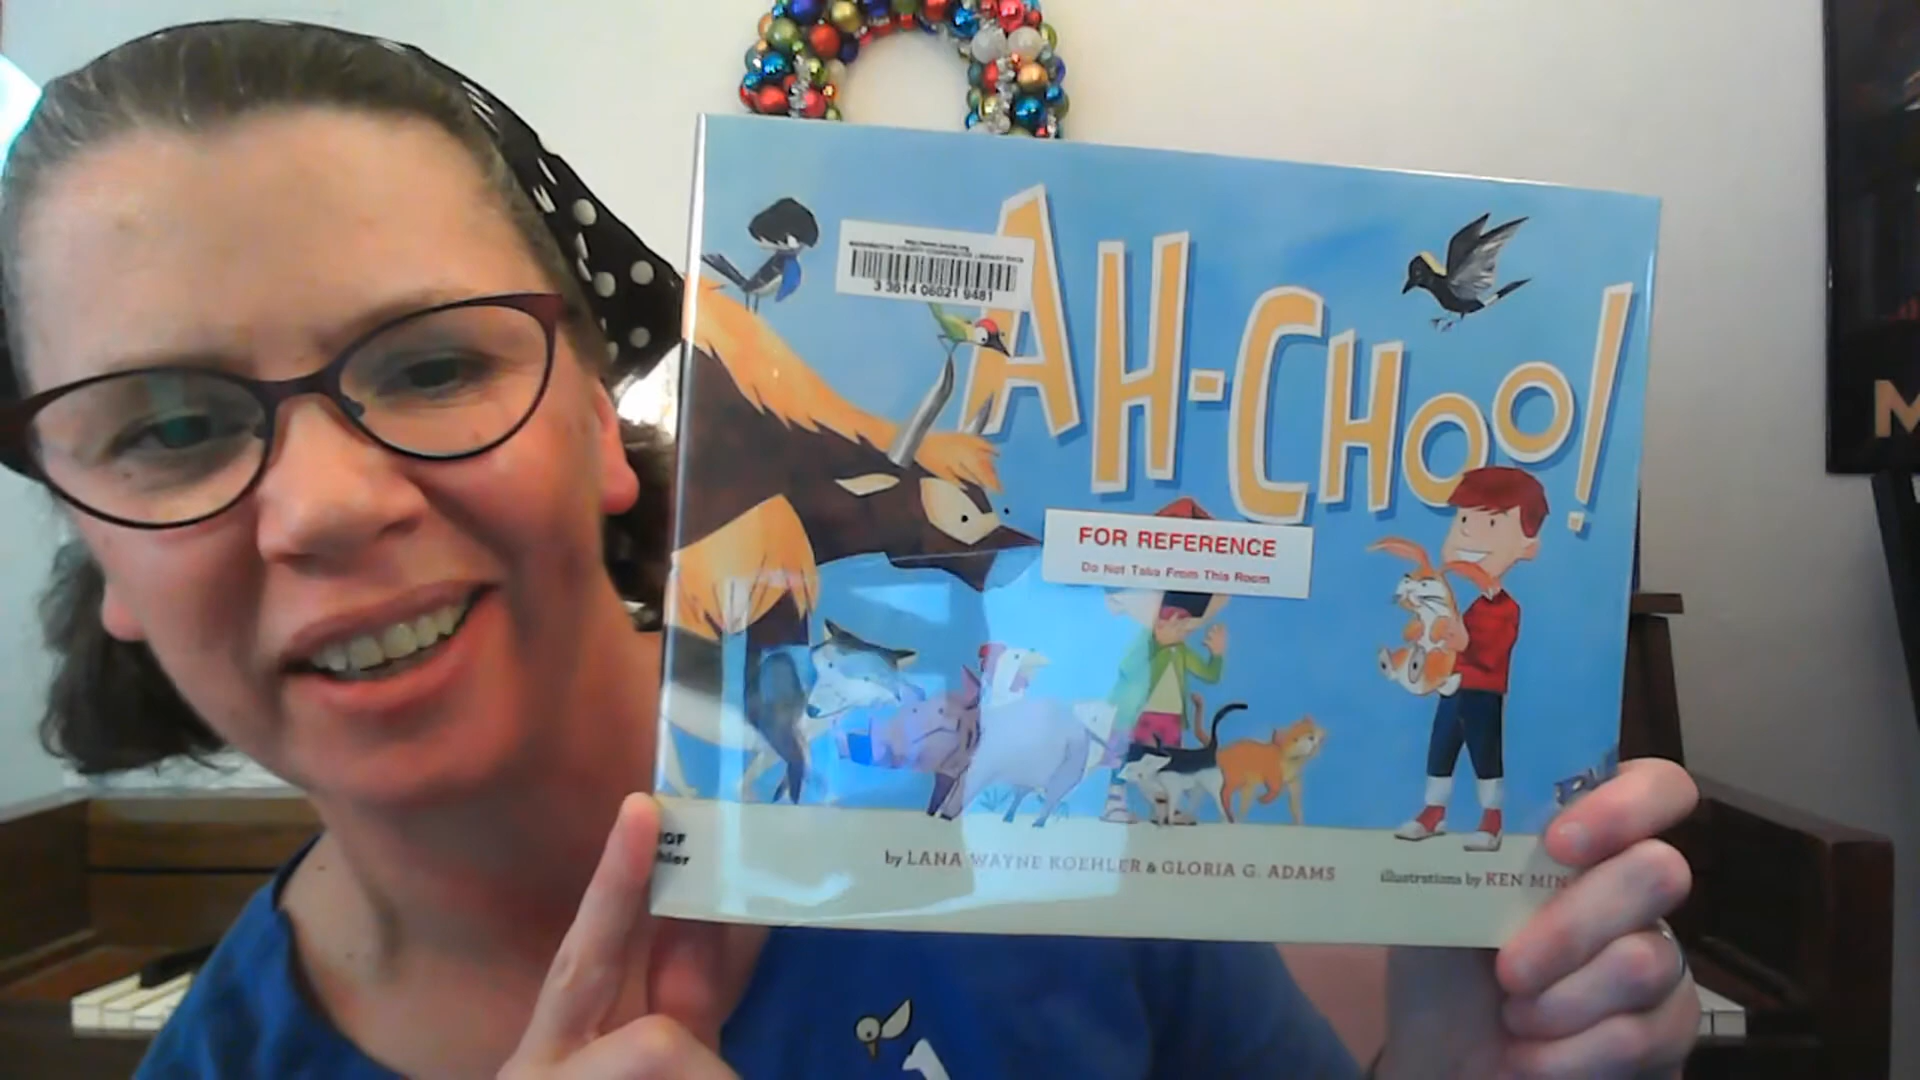 3 3614 06021 9481
AH-CHOO!
FOR REFERENCE
Do Not Take From This Room
by LANA WAYNE KOEHLER & GLORIA G. ADAMS
illustrations by KEN MIN
M